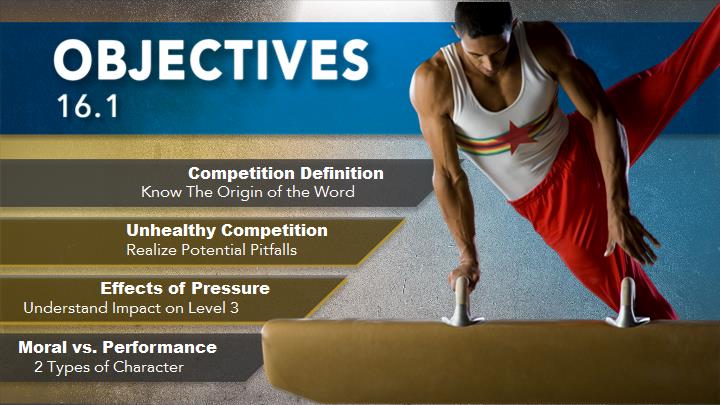 OBJECTIVES
16.1
Competition Definition
Know The Origin of the Word
Unhealthy Competition
Realize Potential Pitfalls
Effects of Pressure
Understand Impact on Level 3
Moral vs. Performance
2 Types of Character